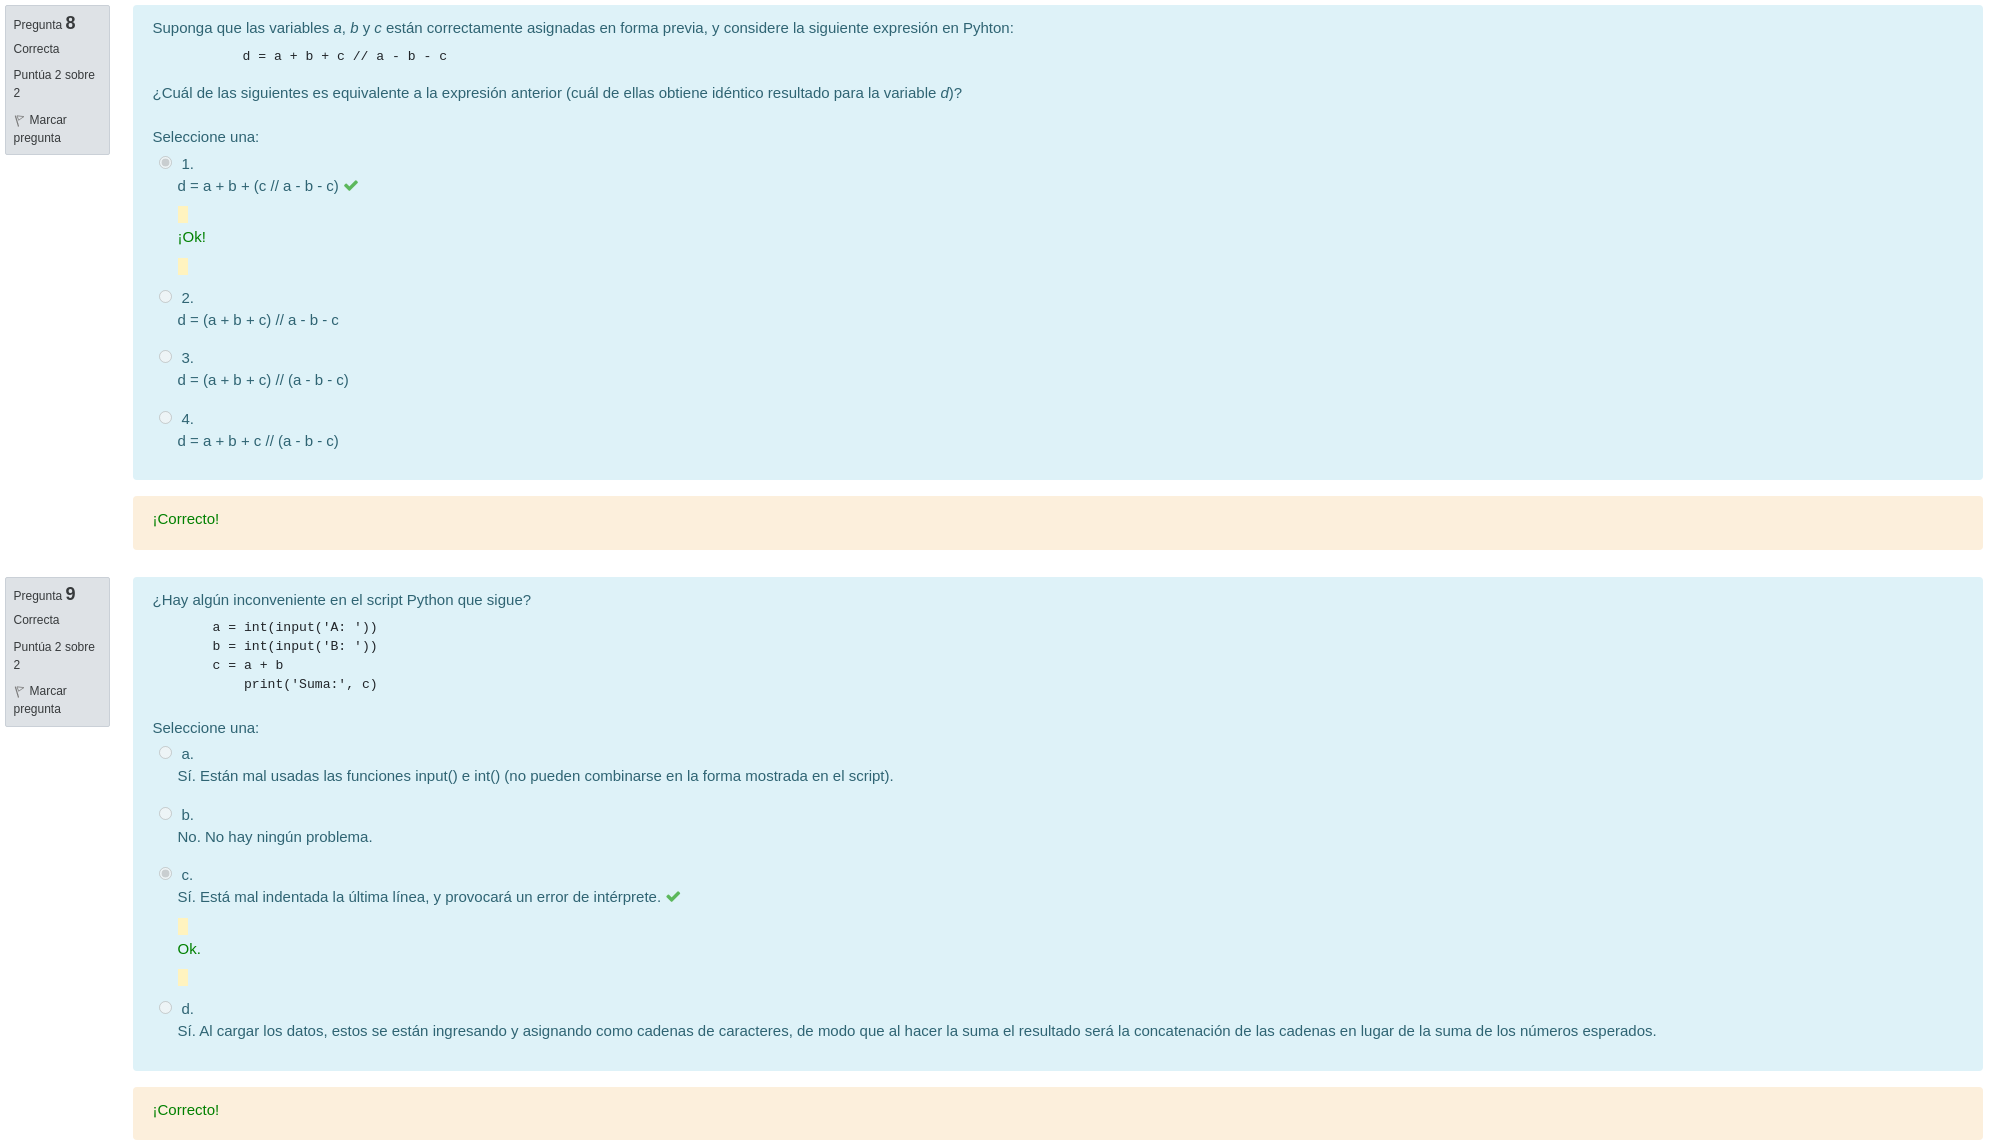 Pregunta 8
Correcta
Puntúa 2 sobre
2
Marcar
pregunta
Suponga que las variables a, b y c están correctamente asignadas en forma previa, y considere la siguiente expresión en Pyhton:
d = a + b + c // a - b - c
¿Cuál de las siguientes es equivalente a la expresión anterior (cuál de ellas obtiene idéntico resultado para la variable d)?
Seleccione una:
1.
d = a + b + (c // a - b - c)
¡Ok!
2.
d = (a + b + c) // a - b - c
3.
d = (a + b + c) // (a - b - c)
4.
d = a + b + c // (a - b - c)
¡Correcto!
Pregunta 9
Correcta
Puntúa 2 sobre
2
Marcar
pregunta
¿Hay algún inconveniente en el script Python que sigue?
a = int(input('A: '))
b = int(input('B: '))
c = a + b
    print('Suma:', c)
Seleccione una:
a.
Sí. Están mal usadas las funciones input() e int() (no pueden combinarse en la forma mostrada en el script).
b.
No. No hay ningún problema.
c.
Sí. Está mal indentada la última línea, y provocará un error de intérprete.
Ok.
d.
Sí. Al cargar los datos, estos se están ingresando y asignando como cadenas de caracteres, de modo que al hacer la suma el resultado será la concatenación de las cadenas en lugar de la suma de los números esperados.
¡Correcto!